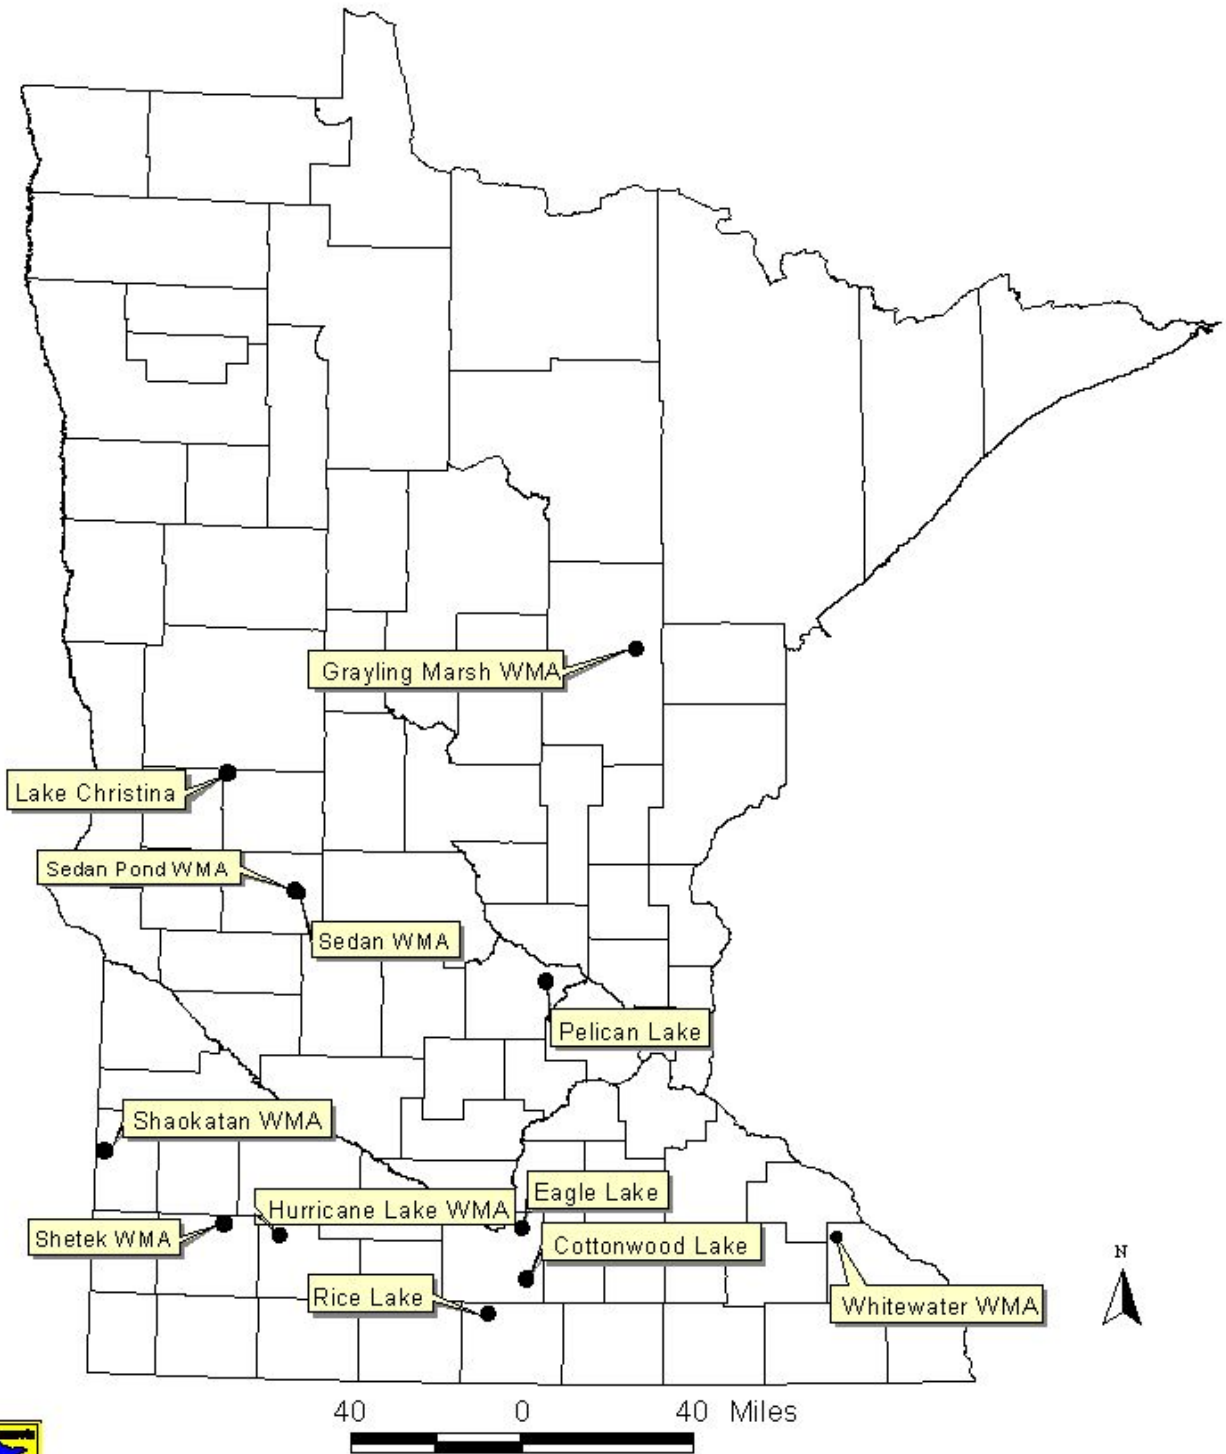 Grayling Marsh WMA
Lake Christina
Sedan Pond WMA
Sedan WMA
Pelican Lake
Shaokatan WMA
Eagle Lake
Hurricane Lake WMA
Shetek WMA
Cottonwood Lake
Rice Lake
Whitewater WMA
N
40 0 40 Miles